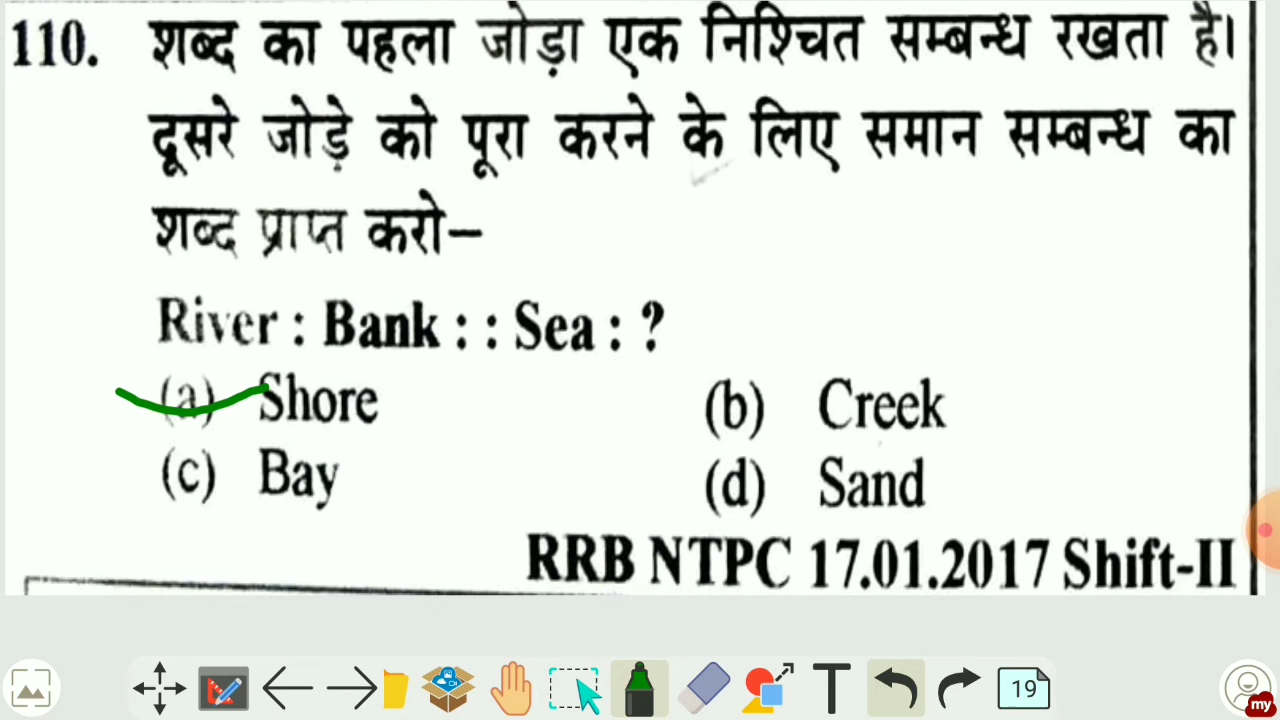 110. शब्द का पहला जोड़ा एक निश्चित सम्बन्ध रखता है।
दूसरे जोड़े को पूरा करने के लिए समान सम्बन्ध का
शब्द प्राप्त करो–
River : Bank : : Sea : ?
(a) Shore (b) Creek
(c) Bay (d) Sand
RRB NTPC 17.01.2017 Shift-II
T 19 my